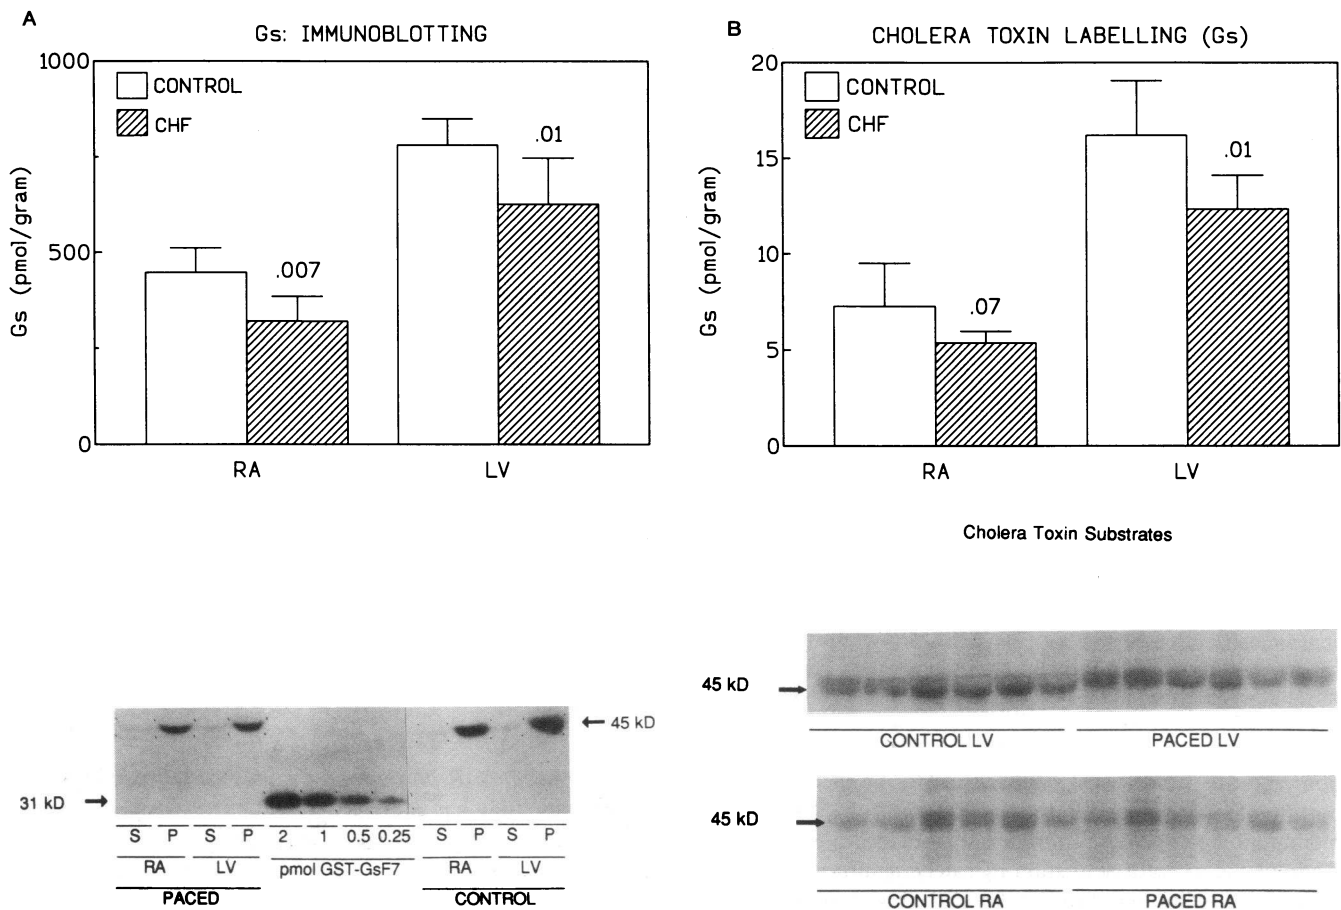 A
Gs: IMMUNOBLOTTING
1000
500
0
Gs (pmol/gram)
CONTROL
CHF
.007
.01
RA LV
31 kD
45 kD
S P S P 2 1 0.5 0.25 S P S P
RA LV pmol GST-GsF7 RA LV
PACED CONTROL
B
CHOLERA TOXIN LABELLING (Gs)
20
15
10
5
0
Gs (pmol/gram)
CONTROL
CHF
.07
.01
RA LV
Cholera Toxin Substrates
45 kD
CONTROL LV PACED LV
45 kD
CONTROL RA PACED RA